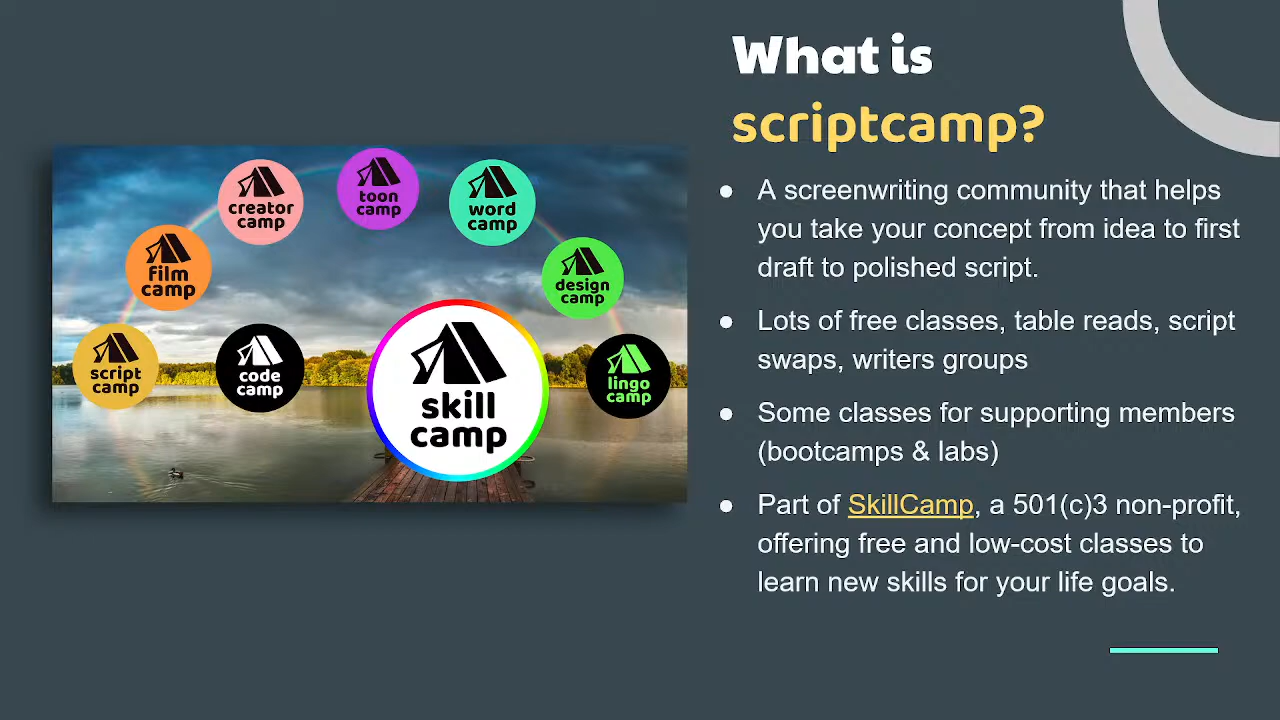 What is
scriptcamp?
creator
camp
toon
camp
word
camp
film
camp
design
camp
script
camp
code
camp
skill
camp
lingo
camp
● A screenwriting community that helps
you take your concept from idea to first
draft to polished script.
● Lots of free classes, table reads, script
swaps, writers groups
● Some classes for supporting members
(bootcamps & labs)
● Part of SkillCamp, a 501(c)3 non-profit,
offering free and low-cost classes to
learn new skills for your life goals.